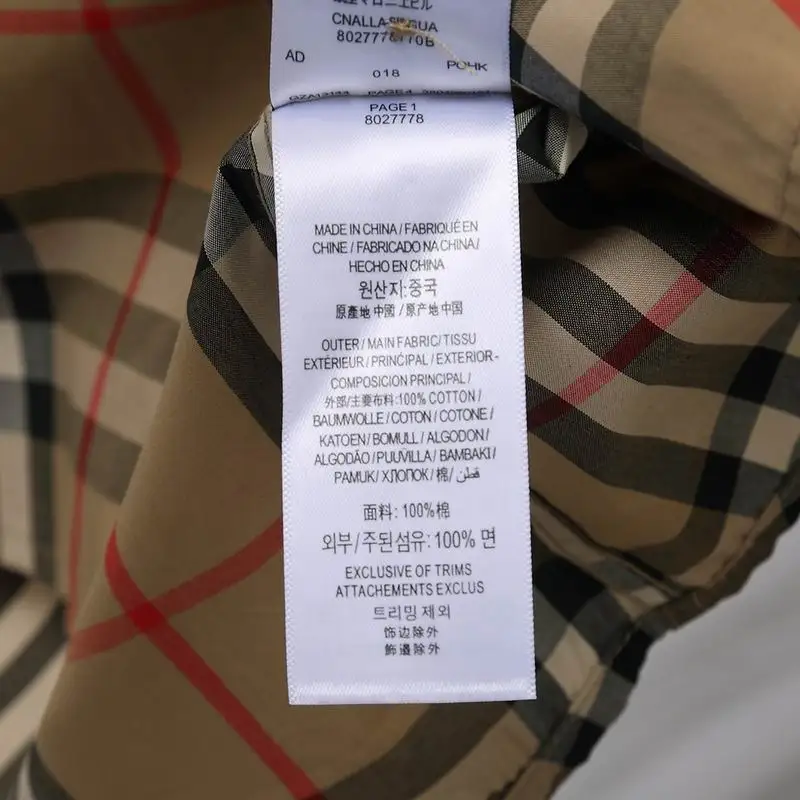 CNALLA-SIRGUA
AD
018
POHK
PAGE 1
8027778
MADE IN CHINA / FABRIQUÉ EN
CHINE / FABRICADO NA CHINA /
HECHO EN CHINA
원산지:중국
原產地 中國 / 原产地 中国
OUTER / MAIN FABRIC / TISSU
EXTÉRIEUR / PRINCIPAL / EXTERIOR-
COMPOSICION PRINCIPAL /
外部/主要布料:100% COTTON /
BAUMWOLLE / COTON / COTONE /
KATOEN / BOMULL / ALGODON /
ALGODÃO / PUUVILLA / BAMBAKI /
PAMUK / ХЛОПОК / 棉 / قطن
面料: 100%棉
외부/주된섬유: 100% 면
EXCLUSIVE OF TRIMS
ATTACHEMENTS EXCLUS
트리밍 제외
饰边除外
飾邊除外